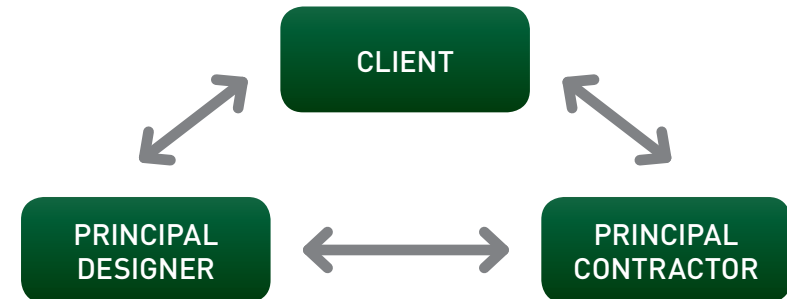 CLIENT
PRINCIPAL
DESIGNER
PRINCIPAL
CONTRACTOR